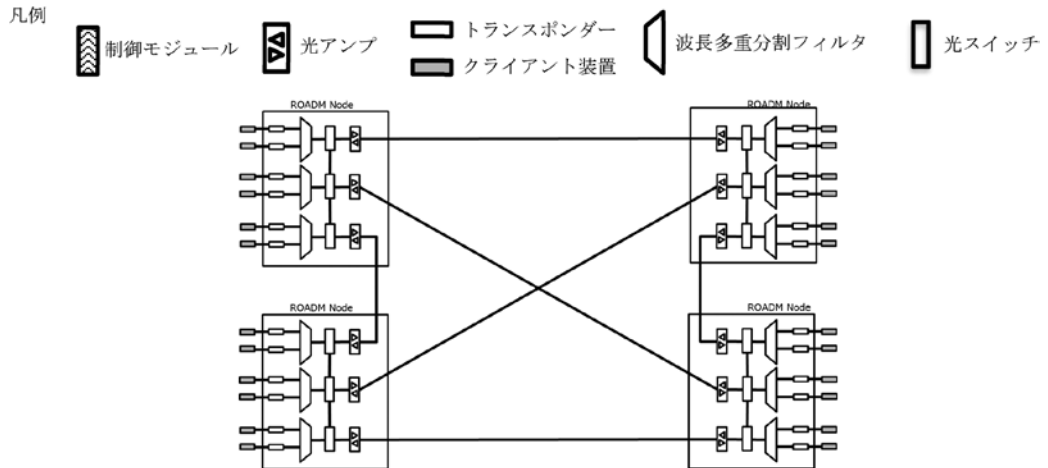 凡例
制御モジュール
光アンプ
トランスポンダー
クライアント装置
波長多重分割フィルタ
光スイッチ
ROADM Node
ROADM Node
ROADM Node
ROADM Node